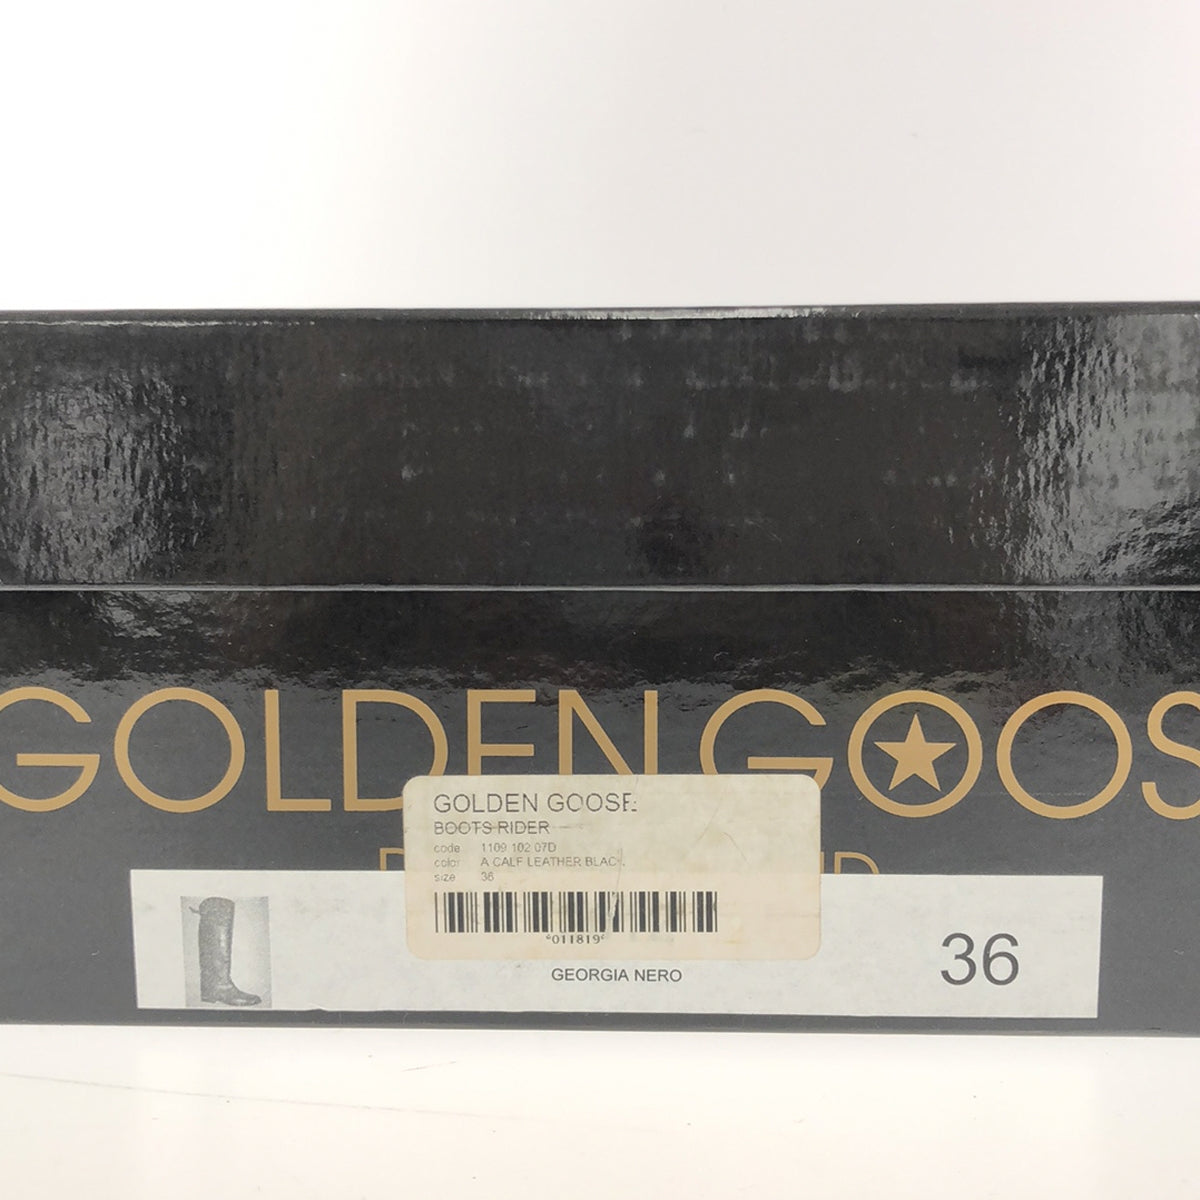 GOLDEN GOOS
GOLDEN GOOSE
BOOTS RIDER
code 1109 102 07D
color A CALF LEATHER BLAC
size 36
*011819*
GEORGIA NERO
36